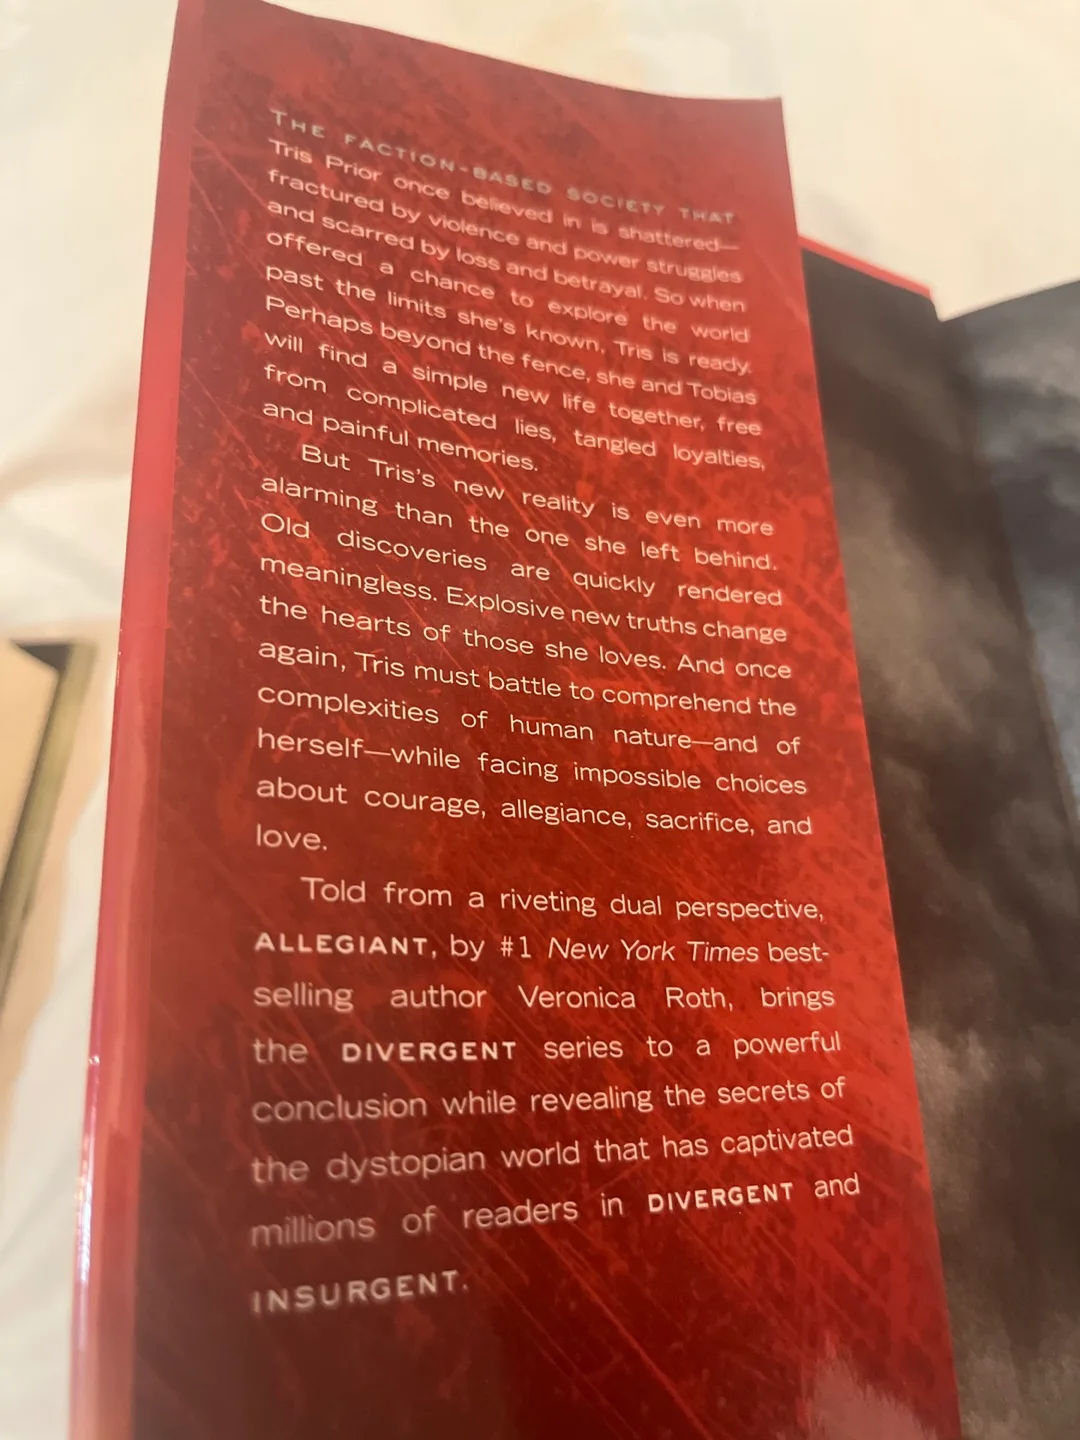 THE FACTION-BASED SOCIETY THAT
Tris Prior once believed in is shattered—
fractured by violence and power struggles
and scarred by loss and betrayal. So when
offered a chance to explore the world
past the limits she's known, Tris is ready.
Perhaps beyond the fence, she and Tobias
will find a simple new life together, free
from complicated lies, tangled loyalties,
and painful memories.
But Tris's new reality is even more
alarming than the one she left behind.
Old discoveries are quickly rendered
meaningless. Explosive new truths change
the hearts of those she loves. And once
again, Tris must battle to comprehend the
complexities of human nature—and of
herself—while facing impossible choices
about courage, allegiance, sacrifice, and
love.
Told from a riveting dual perspective,
ALLEGIANT, by #1 New York Times best-
selling author Veronica Roth, brings
the DIVERGENT series to a powerful
conclusion while revealing the secrets of
the dystopian world that has captivated
millions of readers in DIVERGENT and
INSURGENT.